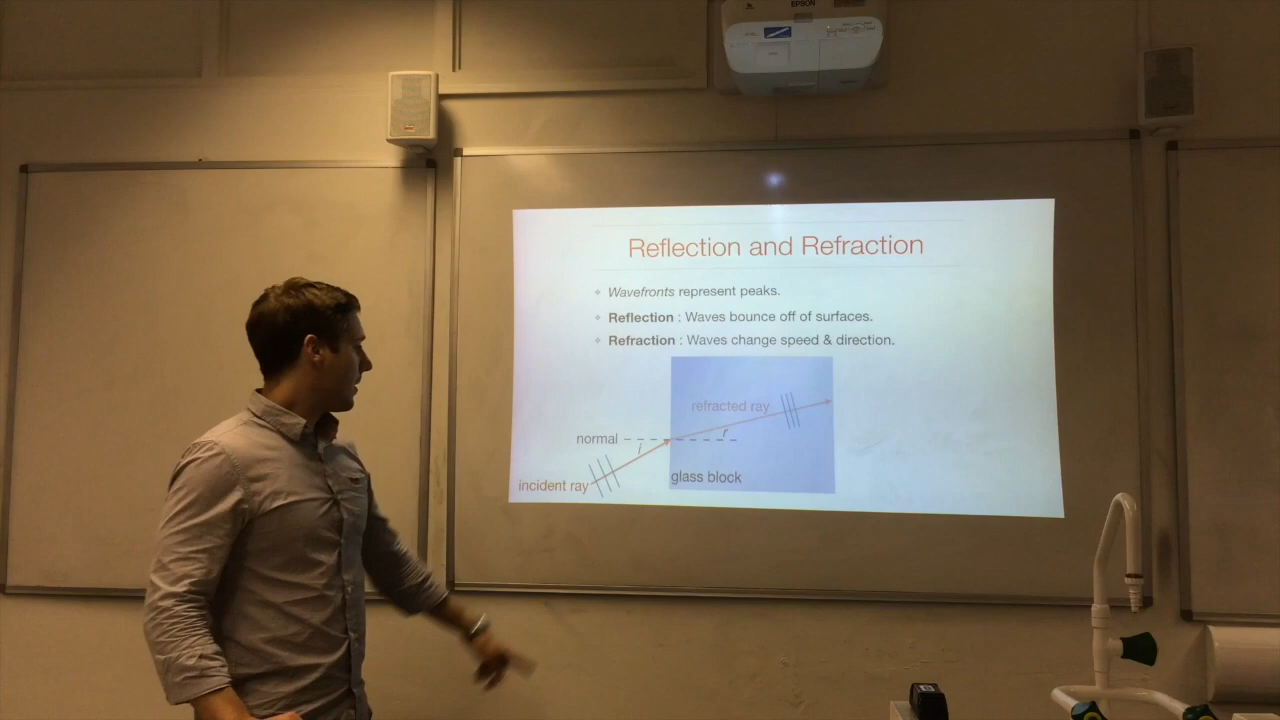 EPSON
Reflection and Refraction
Wavefronts represent peaks.
Reflection : Waves bounce off of surfaces.
Refraction : Waves change speed & direction.
refracted ray
normal
r
i
incident ray
glass block